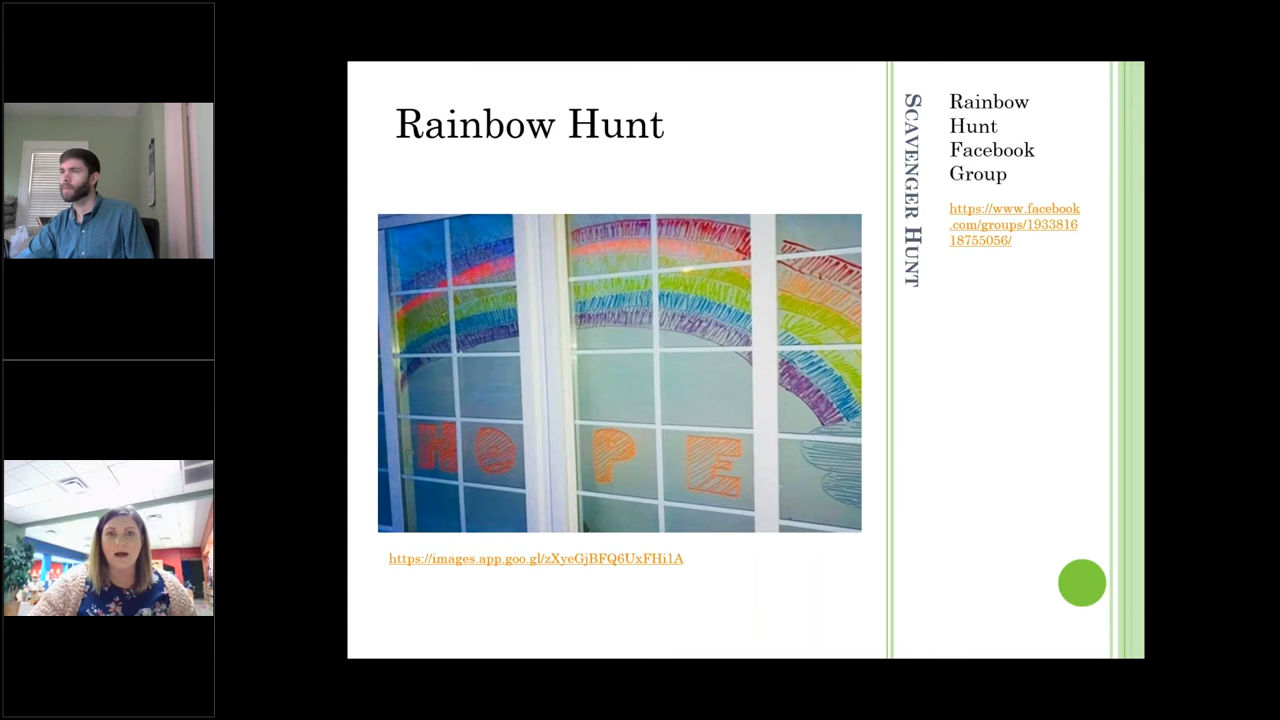 Rainbow Hunt
HOPE
https://images.app.goo.gl/zXyeGjBFQ6UxFHi1A
SCAVENGER HUNT
Rainbow
Hunt
Facebook
Group
https://www.facebook
.com/groups/1933816
18755056/